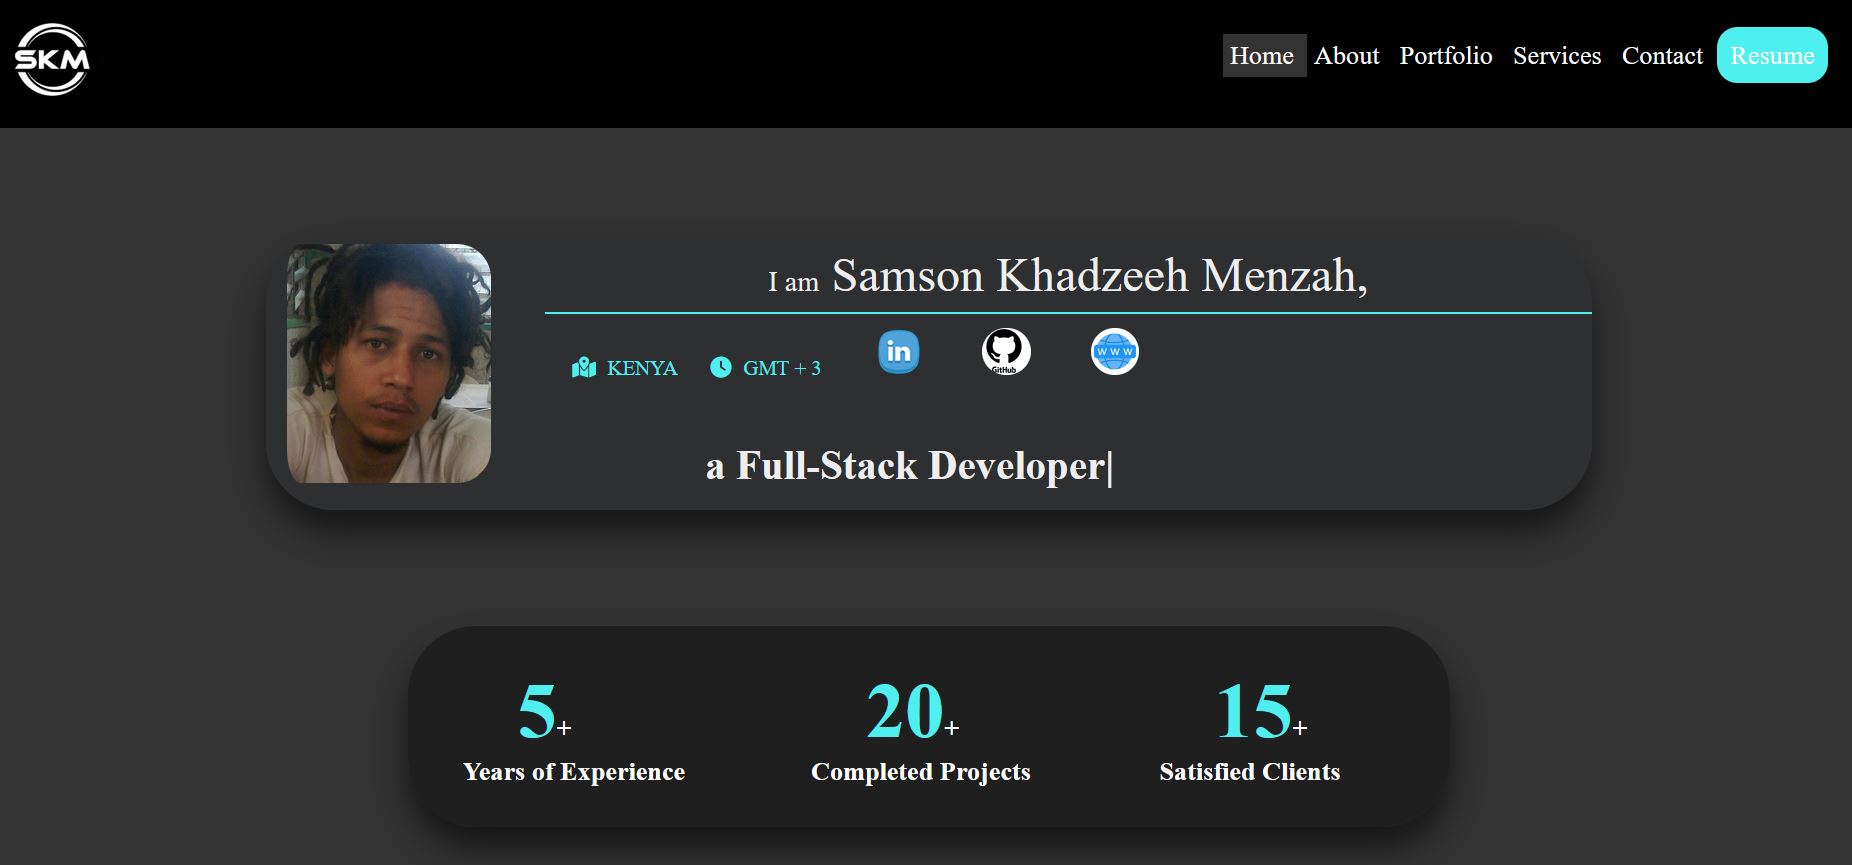 SKM
Home About Portfolio Services Contact Resume
I am Samson Khadzeeh Menzah,
in
GitHub
WWW
KENYA GMT + 3
a Full-Stack Developer|
5+ 20+ 15+
Years of Experience Completed Projects Satisfied Clients